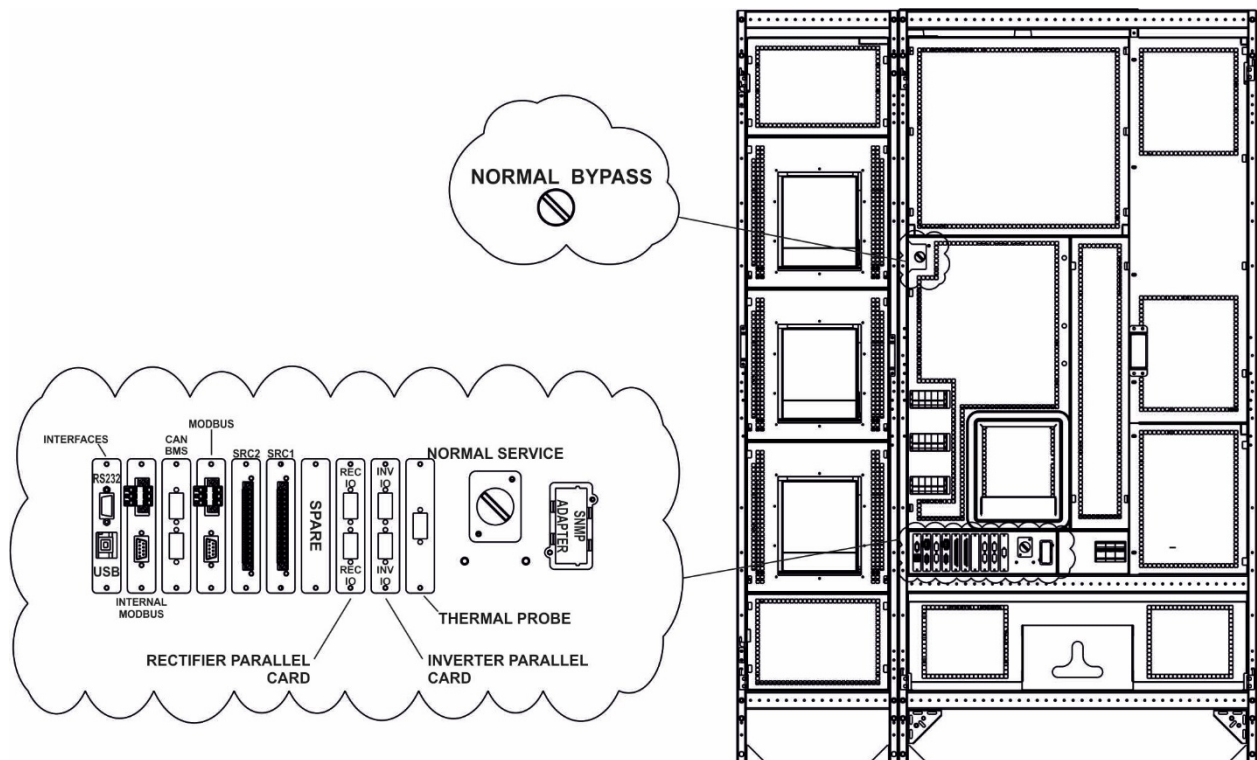 NORMAL BYPASS
INTERFACES
CAN
BMS
MODBUS
SRC2
SRC1
NORMAL SERVICE
RS232
REC
IO
INV
IO
SPARE
SNMP
ADAPTER
USB
REC
IO
INV
IO
INTERNAL
MODBUS
THERMAL PROBE
RECTIFIER PARALLEL
CARD
INVERTER PARALLEL
CARD